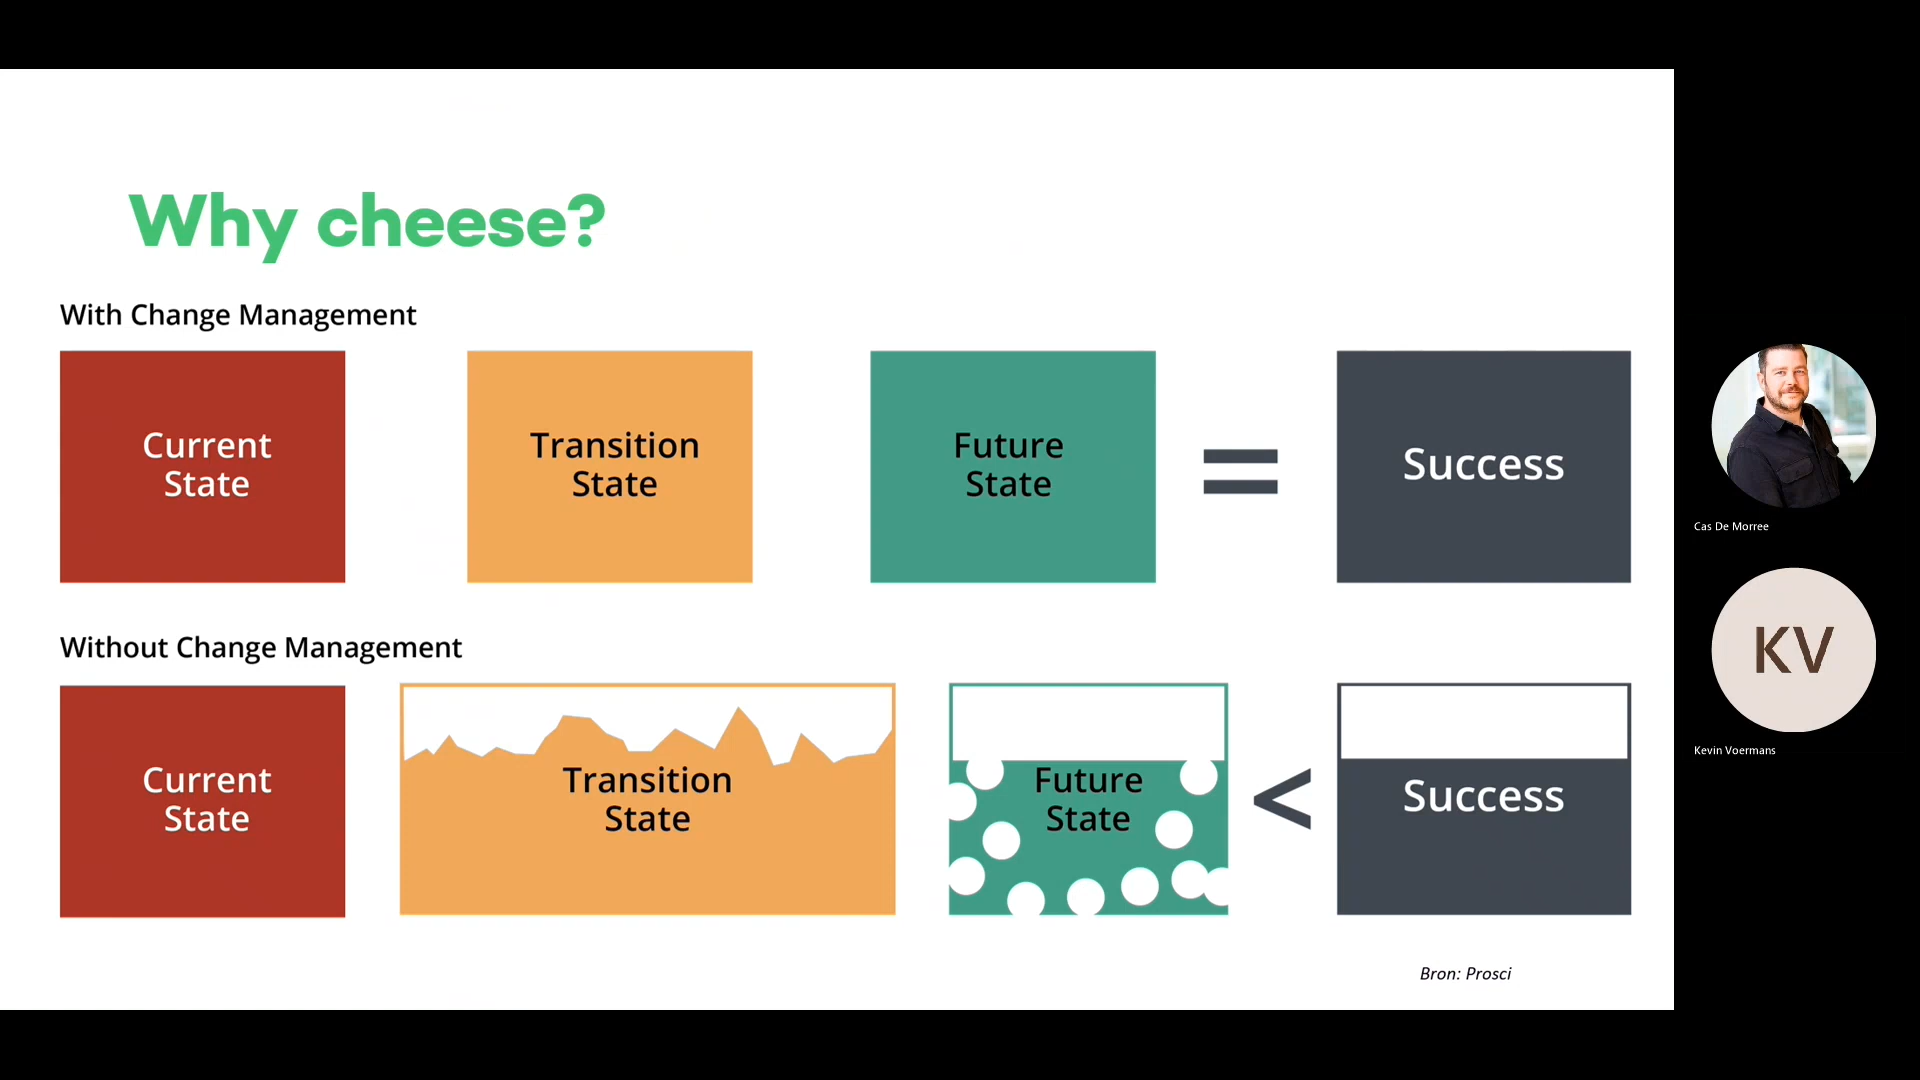 Why cheese?
With Change Management
Current
State
Transition
State
Future
State
=
Success
Without Change Management
Current
State
Transition
State
Future
State
<
Success
Bron: Prosci
Cas De Morree
KV
Kevin Voermans